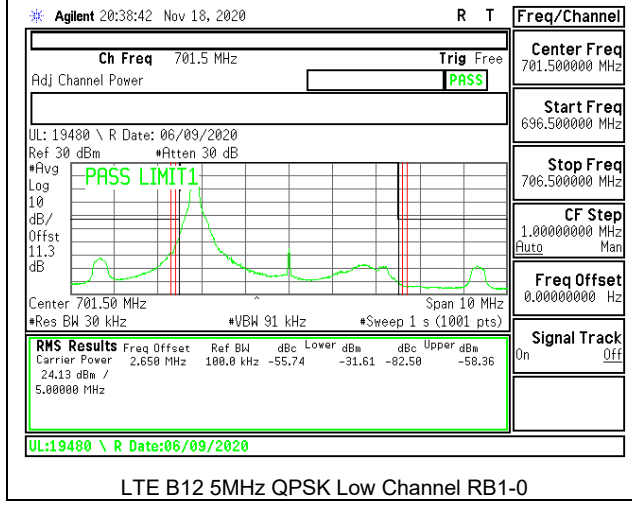 Agilent 20:38:42 Nov 18, 2020 R T
Freq/Channel
Ch Freq 701.5 MHz Trig Free
Adj Channel Power PASS
UL: 19480 \ R Date: 06/09/2020
Ref 30 dBm #Atten 30 dB
#Avg
Log
10
dB/
Offst
11.3
dB
PASS LIMIT1
Center 701.50 MHz ^ Span 10 MHz
#Res BW 30 kHz #VBW 91 kHz #Sweep 1 s (1001 pts)
RMS Results Freq Offset Ref BW dBc Lower dBm dBc Upper dBm
Carrier Power 2.650 MHz 100.0 kHz -55.74 -31.61 -82.50 -58.36
24.13 dBm /
5.00000 MHz
UL:19480 \ R Date:06/09/2020
Center Freq
701.500000 MHz
Start Freq
696.500000 MHz
Stop Freq
706.500000 MHz
CF Step
1.00000000 MHz
Auto Man
Freq Offset
0.00000000 Hz
Signal Track
On Off
LTE B12 5MHz QPSK Low Channel RB1-0